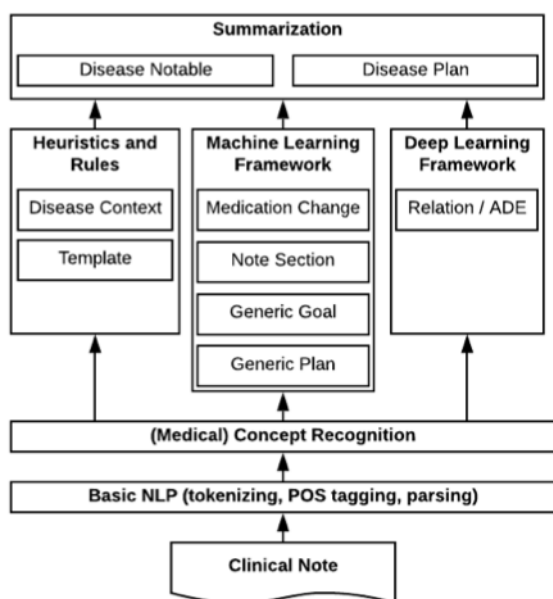 Summarization
Disease Notable
Disease Plan
Heuristics and
Rules
Disease Context
Template
Machine Learning
Framework
Medication Change
Note Section
Generic Goal
Generic Plan
Deep Learning
Framework
Relation / ADE
(Medical) Concept Recognition
Basic NLP (tokenizing, POS tagging, parsing)
Clinical Note